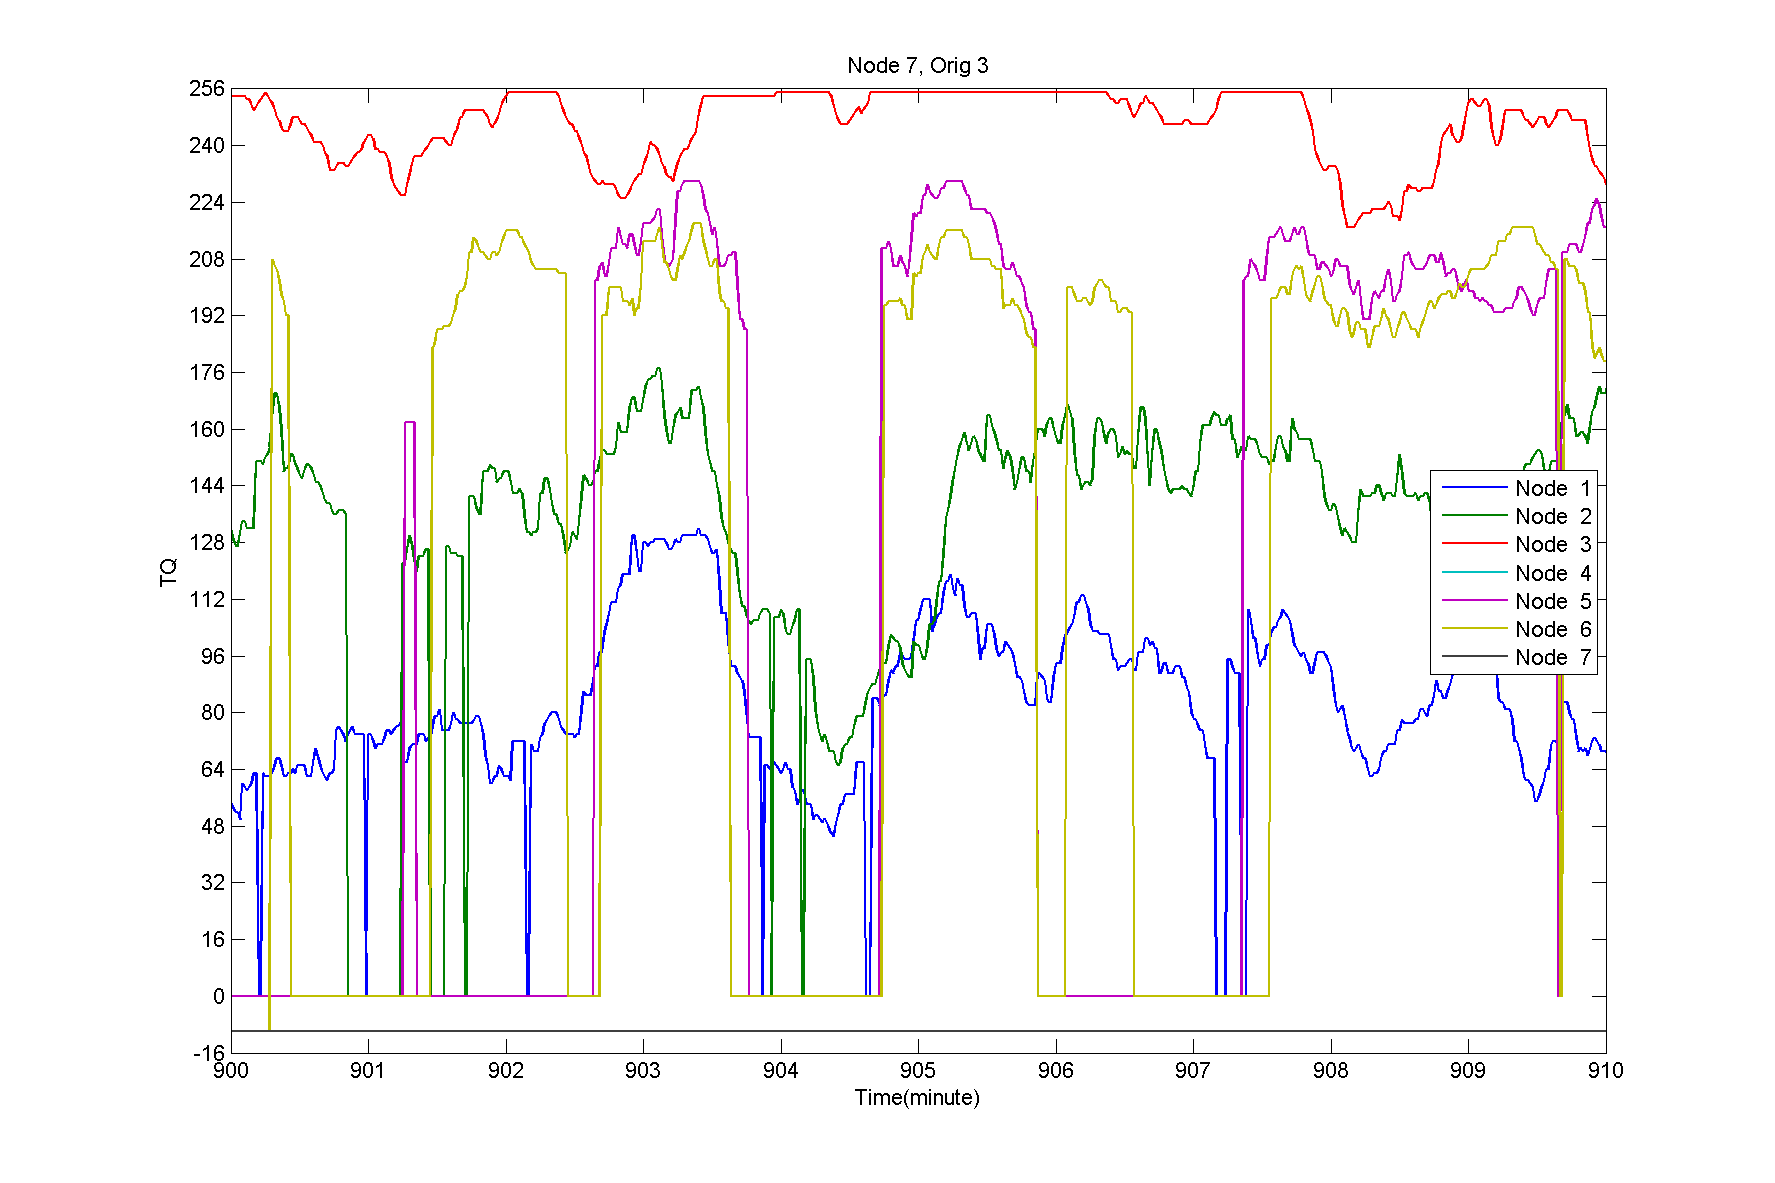 Node 7, Orig 3
256
240
224
208
192
176
160
144
128
112
96
80
64
48
32
16
0
-16
TQ
Node 1
Node 2
Node 3
Node 4
Node 5
Node 6
Node 7
900 901 902 903 904 905 906 907 908 909 910
Time(minute)